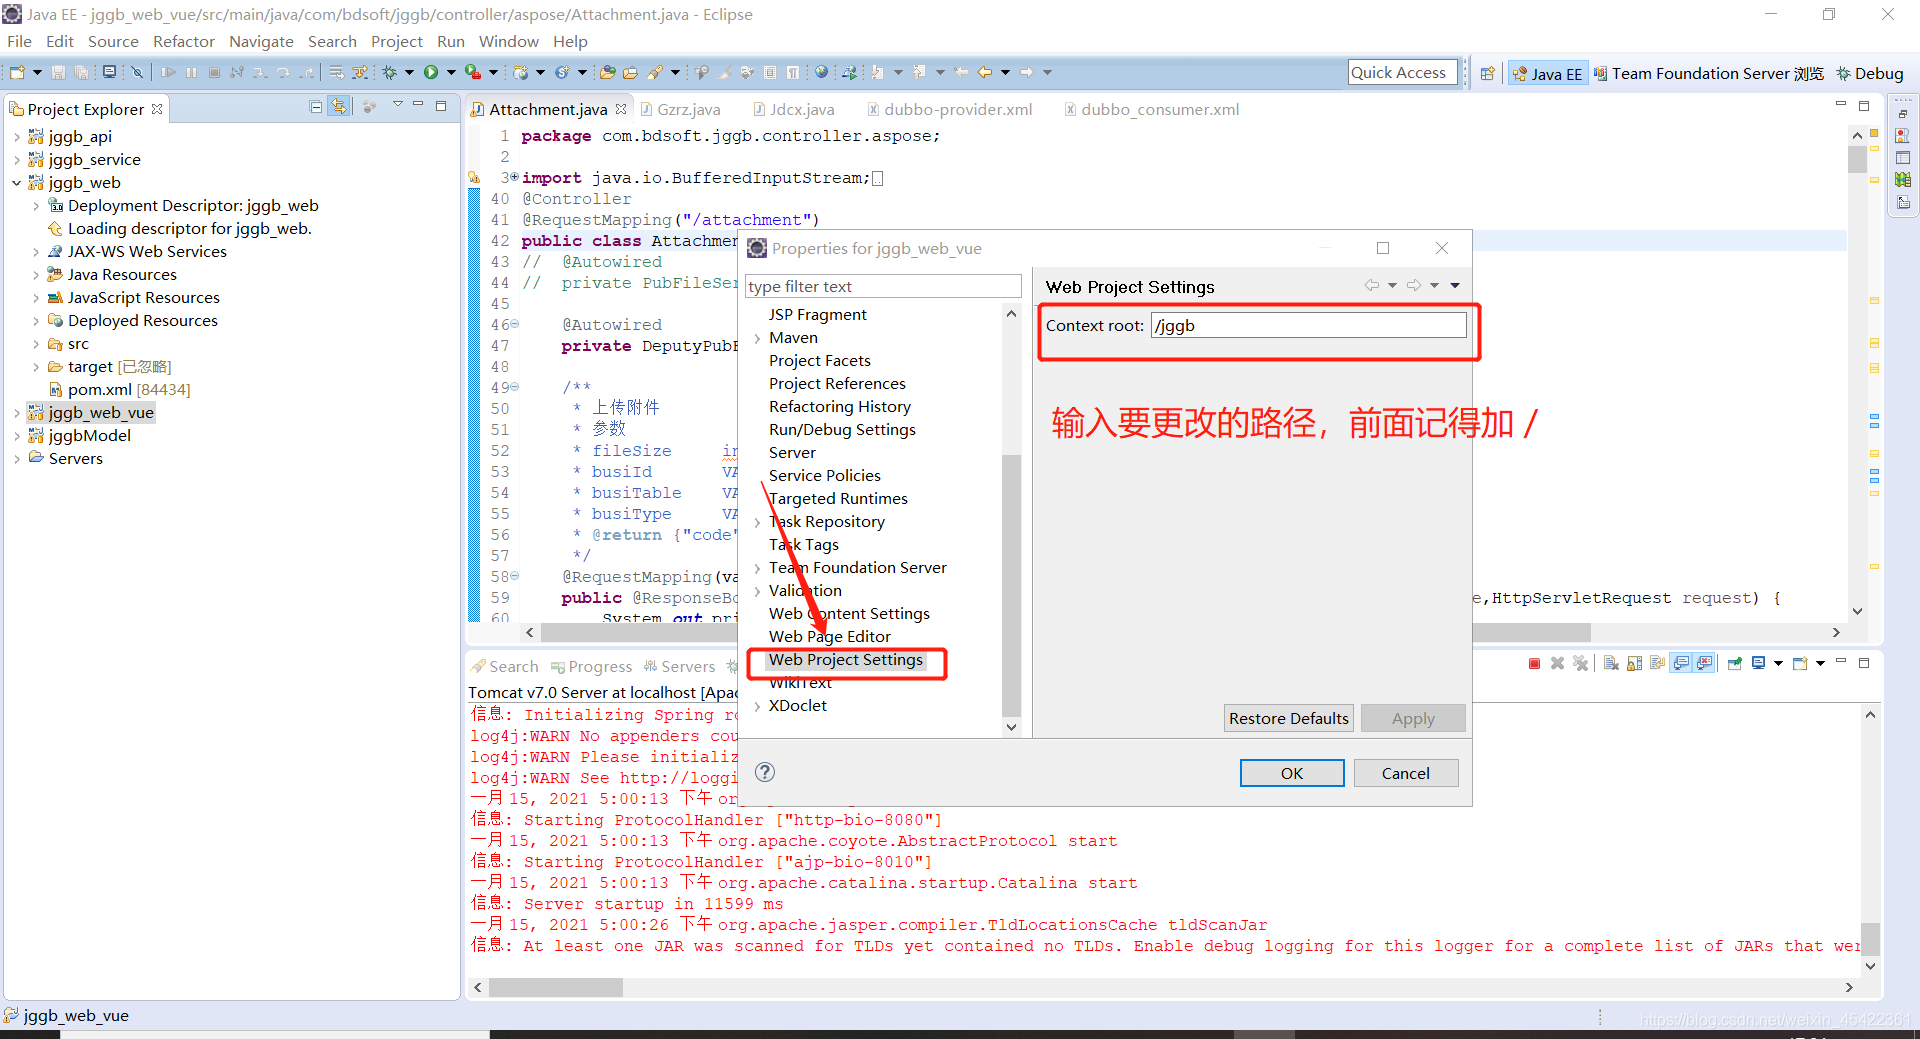 Java EE - jggb_web_vue/src/main/java/com/bdsoft/jggb/controller/aspose/Attachment.java - Eclipse
File Edit Source Refactor Navigate Search Project Run Window Help
Quick Access
Java EE
Team Foundation Server 浏览
Debug
Project Explorer
jggb_api
jggb_service
jggb_web
Deployment Descriptor: jggb_web
Loading descriptor for jggb_web.
JAX-WS Web Services
Java Resources
JavaScript Resources
Deployed Resources
src
target [已忽略]
pom.xml [84434]
jggb_web_vue
jggbModel
Servers
Attachment.java
Gzrz.java
Jdcx.java
dubbo-provider.xml
dubbo_consumer.xml
1 package com.bdsoft.jggb.controller.aspose;
2
3 import java.io.BufferedInputStream;
40 @Controller
41 @RequestMapping("/attachment")
42 public class Attachmen
43 // @Autowired
44 // private PubFileSer
45
46 @Autowired
47 private DeputyPub
48
49 /**
50 * 上传附件
51 * 参数
52 * fileSize in
53 * busiId VA
54 * busiTable VA
55 * busiType VA
56 * @return {"code"
57 */
58 @RequestMapping(va
59 public @ResponseBo
e,HttpServletRequest request) {
60 System.out.pri
Properties for jggb_web_vue
type filter text
JSP Fragment
Maven
Project Facets
Project References
Refactoring History
Run/Debug Settings
Server
Service Policies
Targeted Runtimes
Task Repository
Task Tags
Team Foundation Server
Validation
Web Content Settings
Web Page Editor
Web Project Settings
WikiText
XDoclet
Web Project Settings
Context root: /jggb
输入要更改的路径，前面记得加 /
Restore Defaults
Apply
OK
Cancel
Search
Progress
Servers
Tomcat v7.0 Server at localhost [Apac
信息: Initializing Spring ro
log4j:WARN No appenders cou
log4j:WARN Please initializ
log4j:WARN See http://loggi
一月 15, 2021 5:00:13 下午 or
信息: Starting ProtocolHandler ["http-bio-8080"]
一月 15, 2021 5:00:13 下午 org.apache.coyote.AbstractProtocol start
信息: Starting ProtocolHandler ["ajp-bio-8010"]
一月 15, 2021 5:00:13 下午 org.apache.catalina.startup.Catalina start
信息: Server startup in 11599 ms
一月 15, 2021 5:00:26 下午 org.apache.jasper.compiler.TldLocationsCache tldScanJar
信息: At least one JAR was scanned for TLDs yet contained no TLDs. Enable debug logging for this logger for a complete list of JARs that wer
jggb_web_vue
https://blog.csdn.net/weixin_45422361